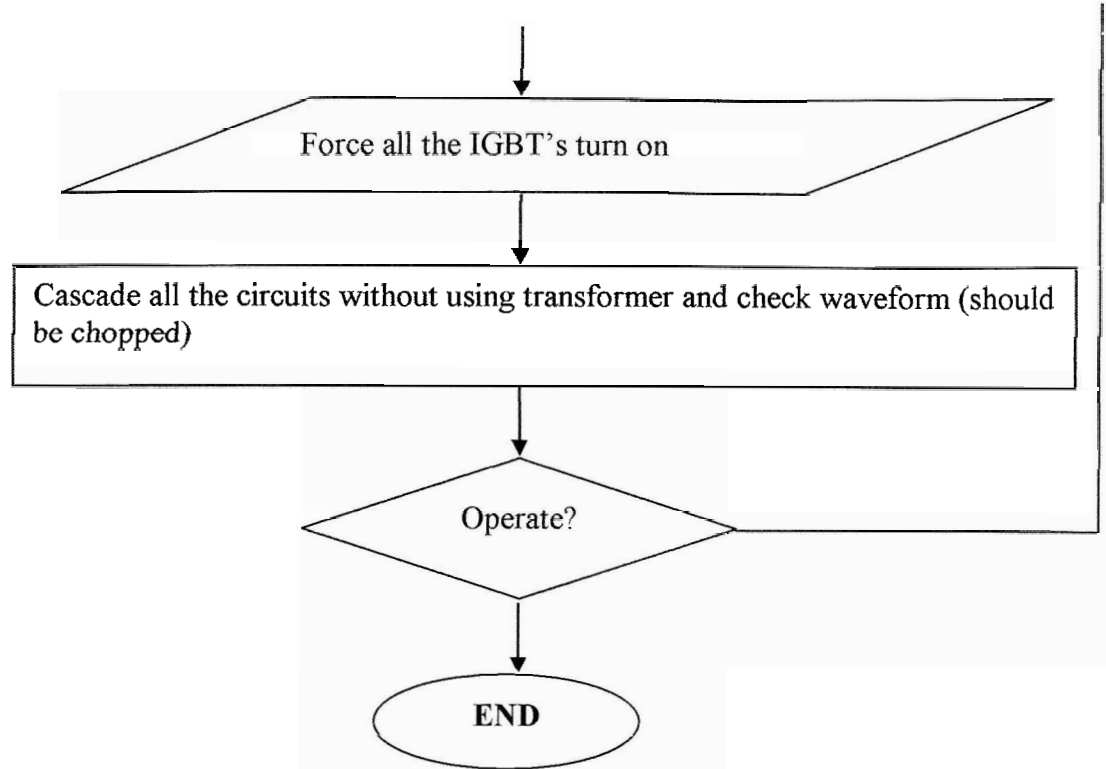 Force all the IGBT's turn on
Cascade all the circuits without using transformer and check waveform (should
be chopped)
Operate?
END